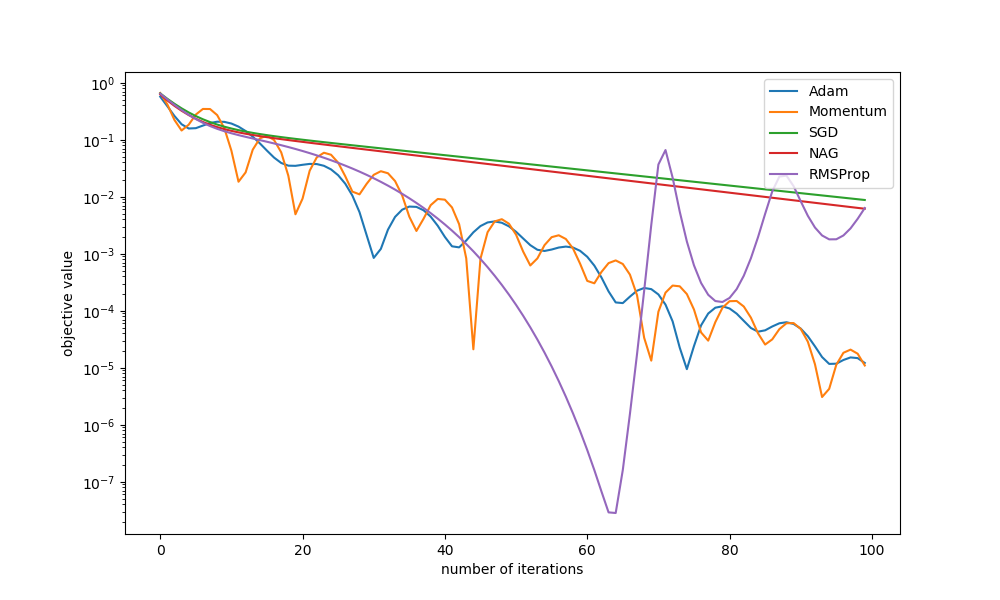 10⁰
10⁻¹
10⁻²
10⁻³
10⁻⁴
10⁻⁵
10⁻⁶
10⁻⁷
objective value
Adam
Momentum
SGD
NAG
RMSProp
0 20 40 60 80 100
number of iterations